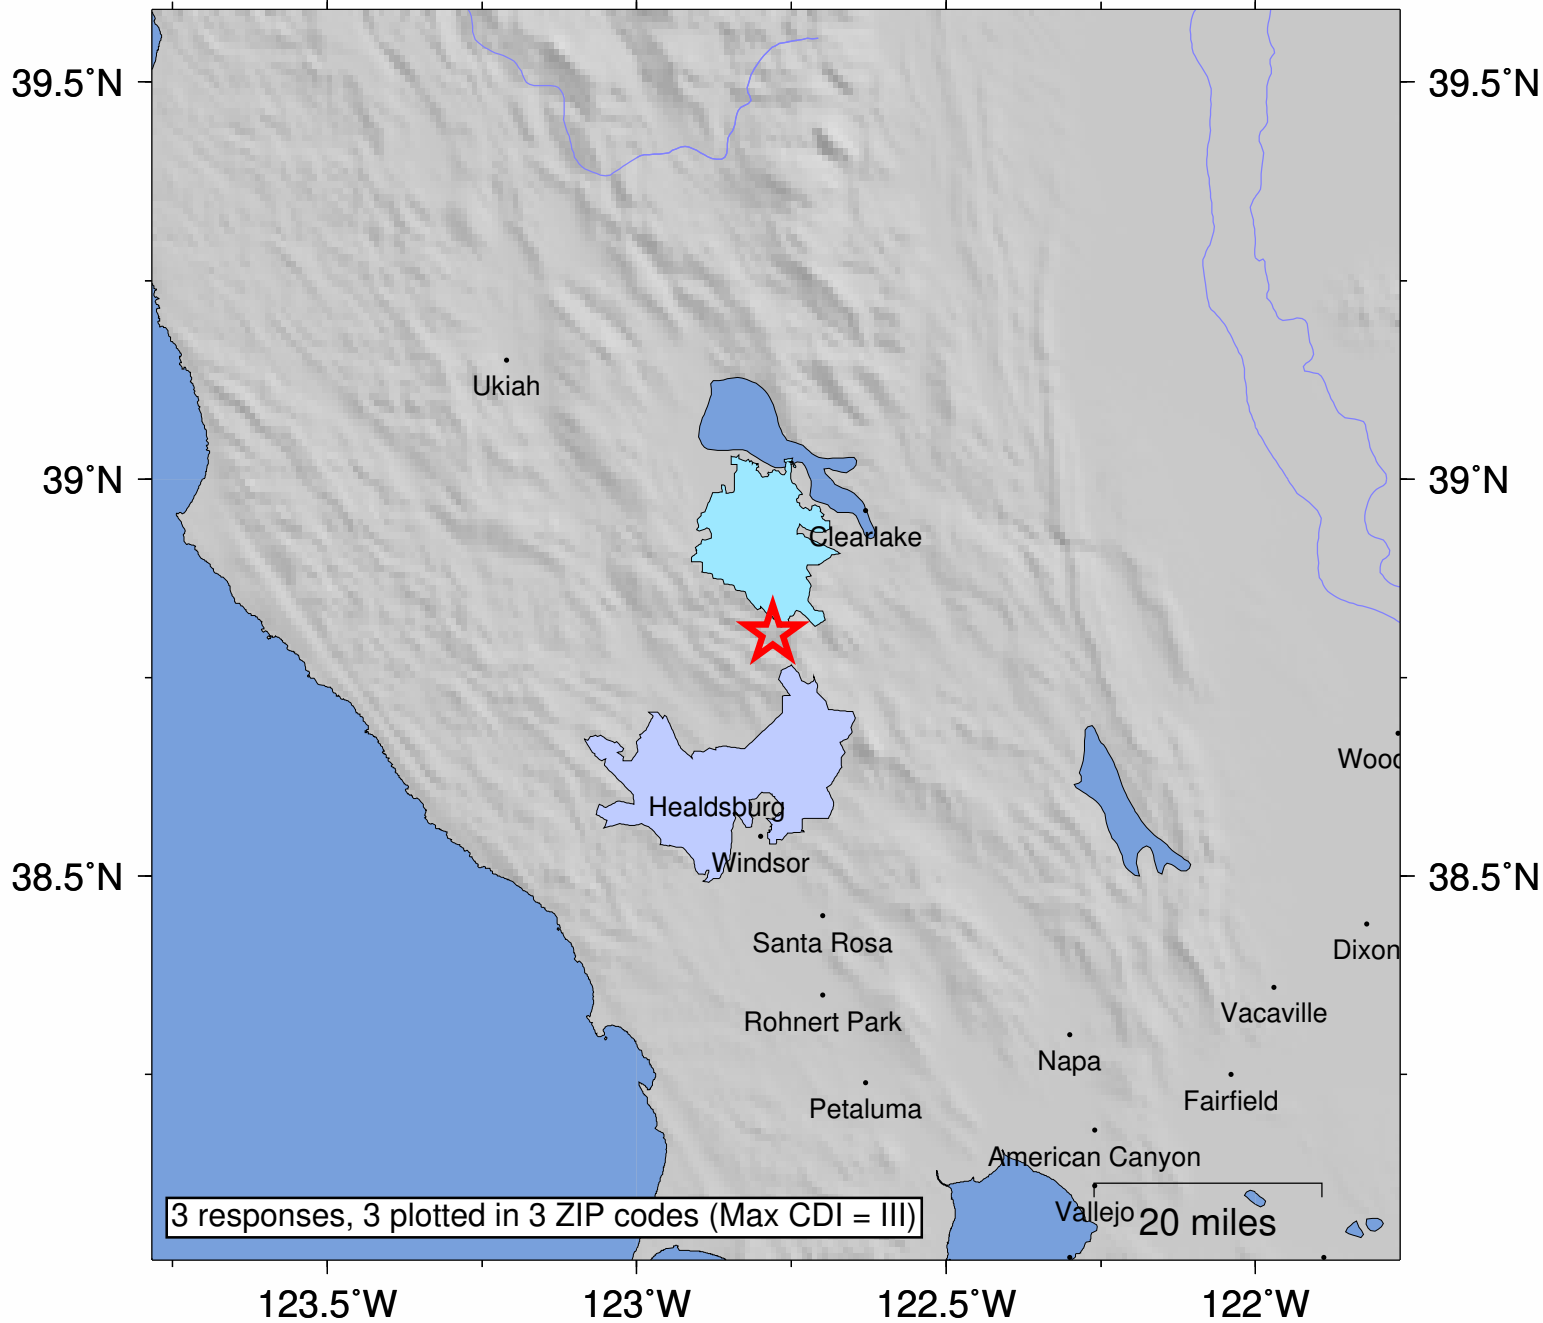 39.5˚N 39.5˚N
Ukiah
39˚N 39˚N
Clearlake
Wood
Healdsburg
Windsor
38.5˚N 38.5˚N
Santa Rosa
Dixon
Rohnert Park
Vacaville
Napa
Petaluma
Fairfield
American Canyon
Vallejo
20 miles
3 responses, 3 plotted in 3 ZIP codes (Max CDI = III)
123.5˚W 123˚W 122.5˚W 122˚W